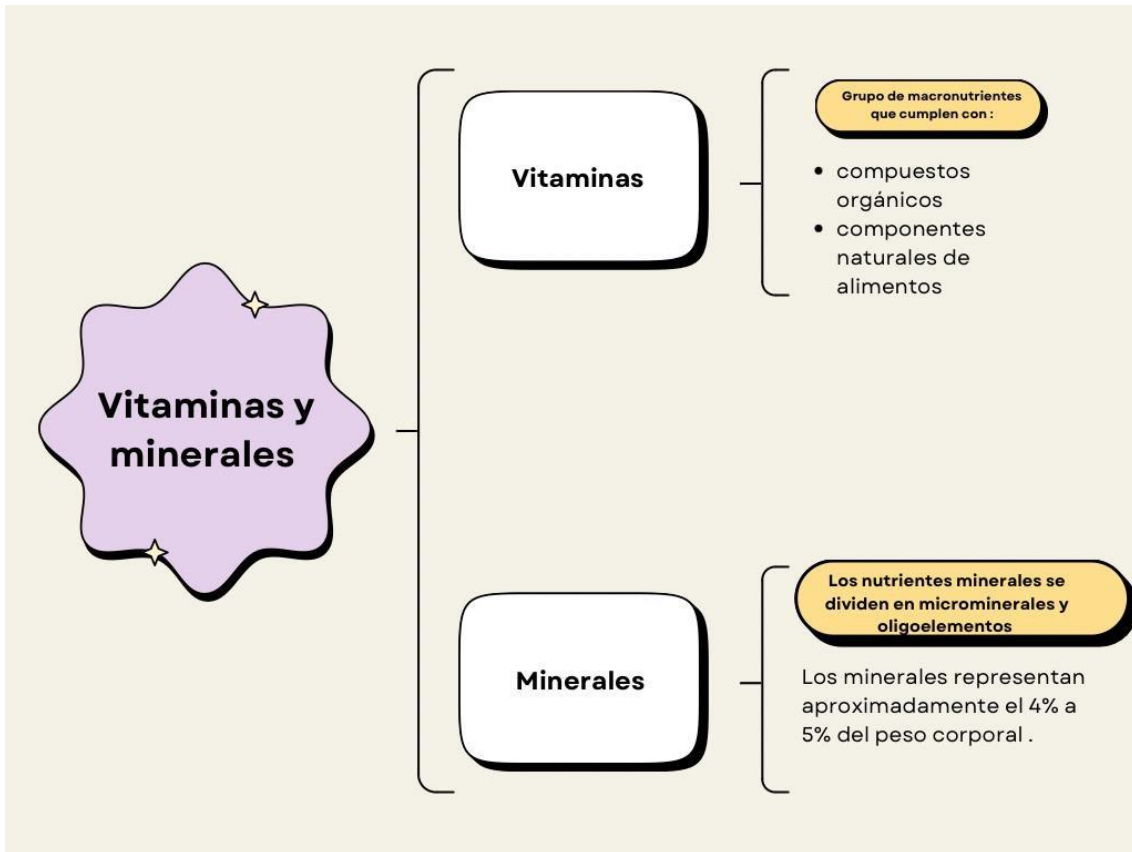 Vitaminas y
minerales
Vitaminas
Grupo de macronutrientes
que cumplen con :
• compuestos
orgánicos
• componentes
naturales de
alimentos
Minerales
Los nutrientes minerales se
dividen en microminerales y
oligoelementos
Los minerales representan
aproximadamente el 4% a
5% del peso corporal .